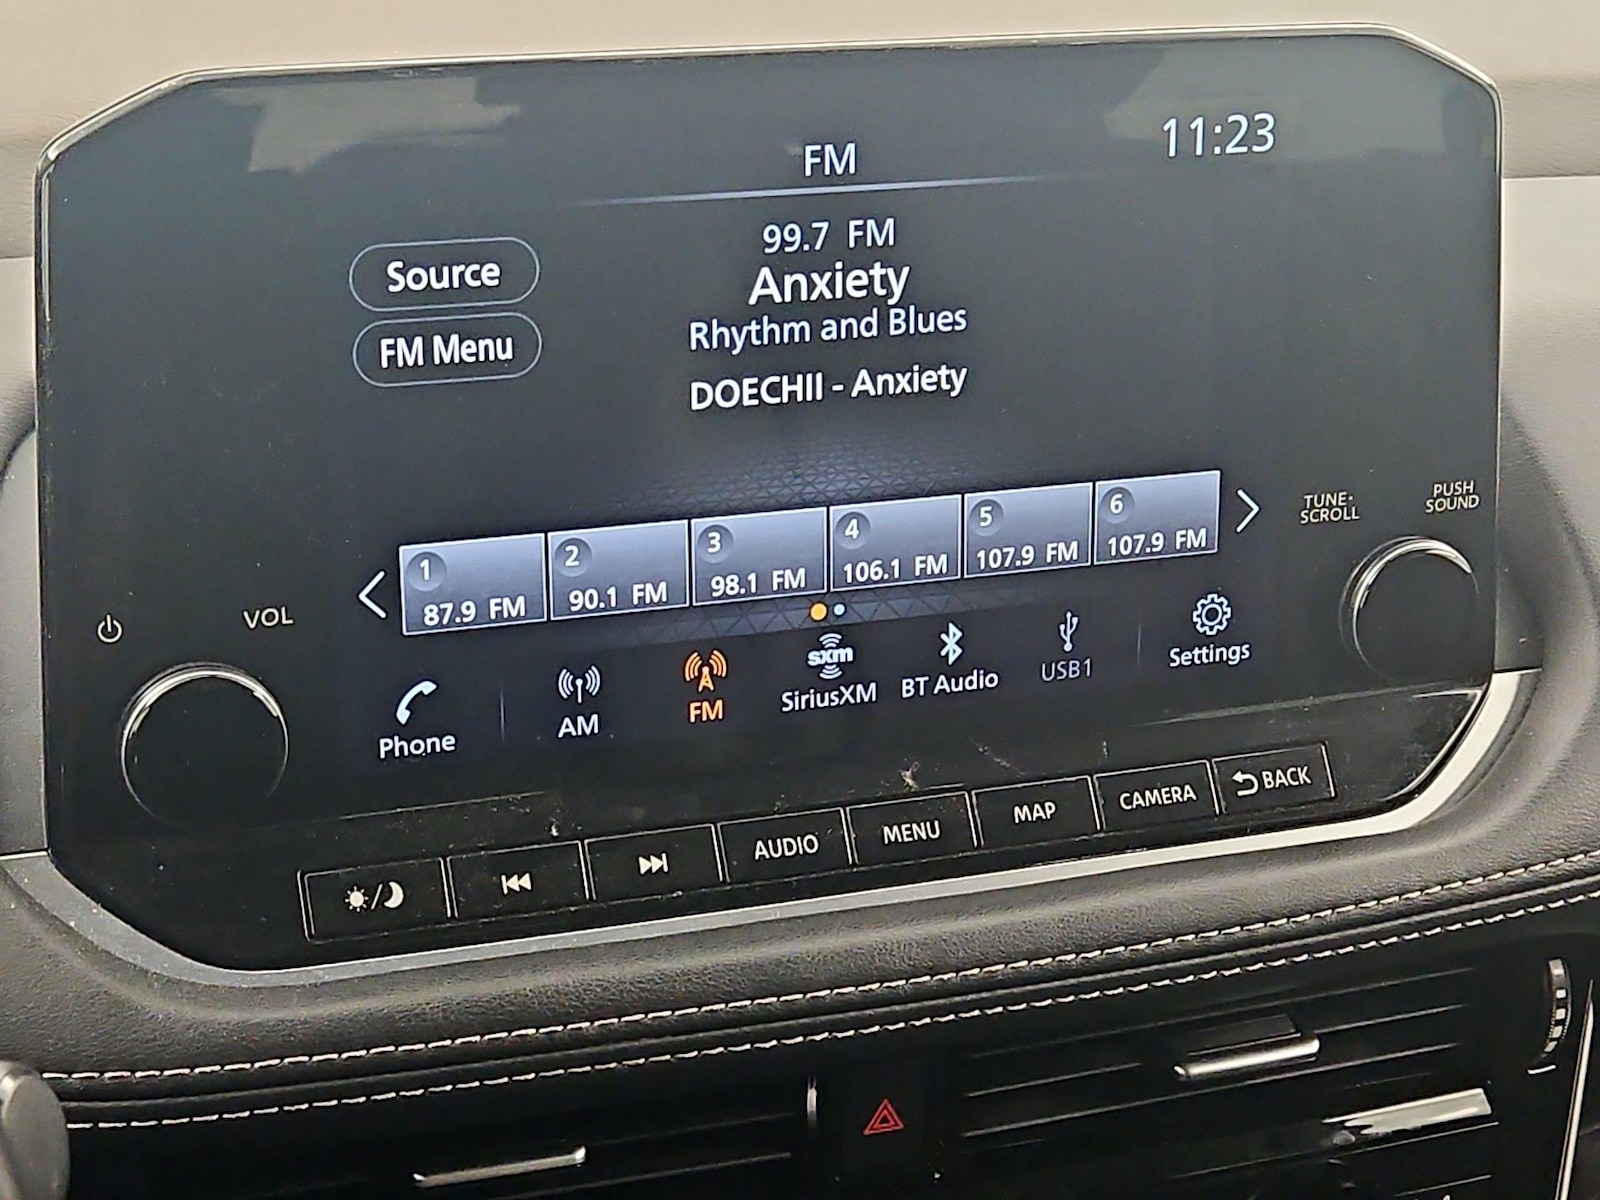 FM
11:23
99.7 FM
Anxiety
Rhythm and Blues
DOECHII - Anxiety
Source
FM Menu
1
87.9 FM
2
90.1 FM
3
98.1 FM
4
106.1 FM
5
107.9 FM
6
107.9 FM
TUNE-
SCROLL
PUSH
SOUND
VOL
Phone
AM
FM
sxm
SiriusXM
BT Audio
USB1
Settings
AUDIO
MENU
MAP
CAMERA
BACK